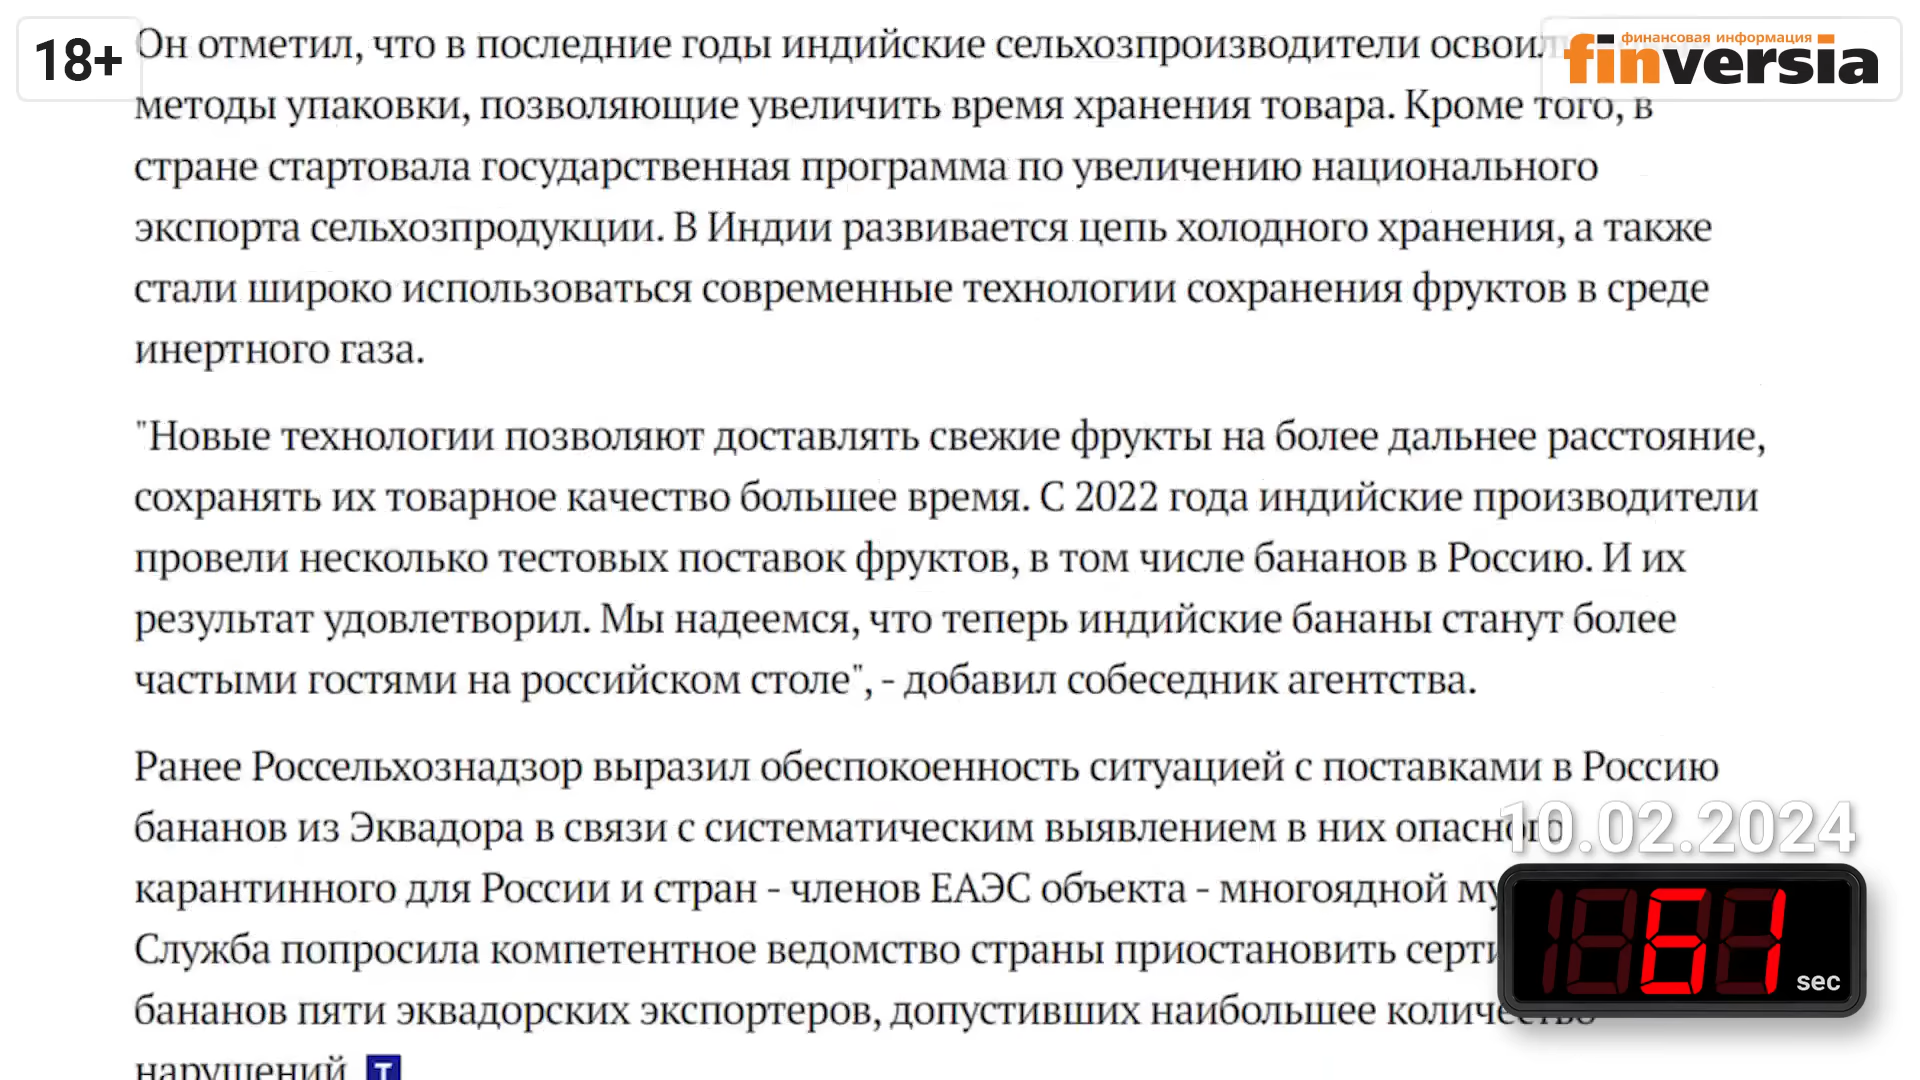 18+
финансовая информация
finversia
Он отметил, что в последние годы индийские сельхозпроизводители
методы упаковки, позволяющие увеличить время хранения товара. Кроме того, в
стране стартовала государственная программа по увеличению национального
экспорта сельхозпродукции. В Индии развивается цепь холодного хранения, а также
стали широко использоваться современные технологии сохранения фруктов в среде
инертного газа.
"Новые технологии позволяют доставлять свежие фрукты на более дальнее расстояние,
сохранять их товарное качество большее время. С 2022 года индийские производители
провели несколько тестовых поставок фруктов, в том числе бананов в Россию. И их
результат удовлетворил. Мы надеемся, что теперь индийские бананы станут более
частыми гостями на российском столе", - добавил собеседник агентства.
Ранее Россельхознадзор выразил обеспокоенность ситуацией с поставками в Россию
бананов из Эквадора в связи с систематическим выявлением в них опасного
карантинного для России и стран - членов ЕАЭС объекта - многоядной
Служба попросила компетентное ведомство страны приостановить
бананов пяти эквадорских экспортеров, допустивших наибольшее количество
нарушений. Т
10.02.2024
61 sec